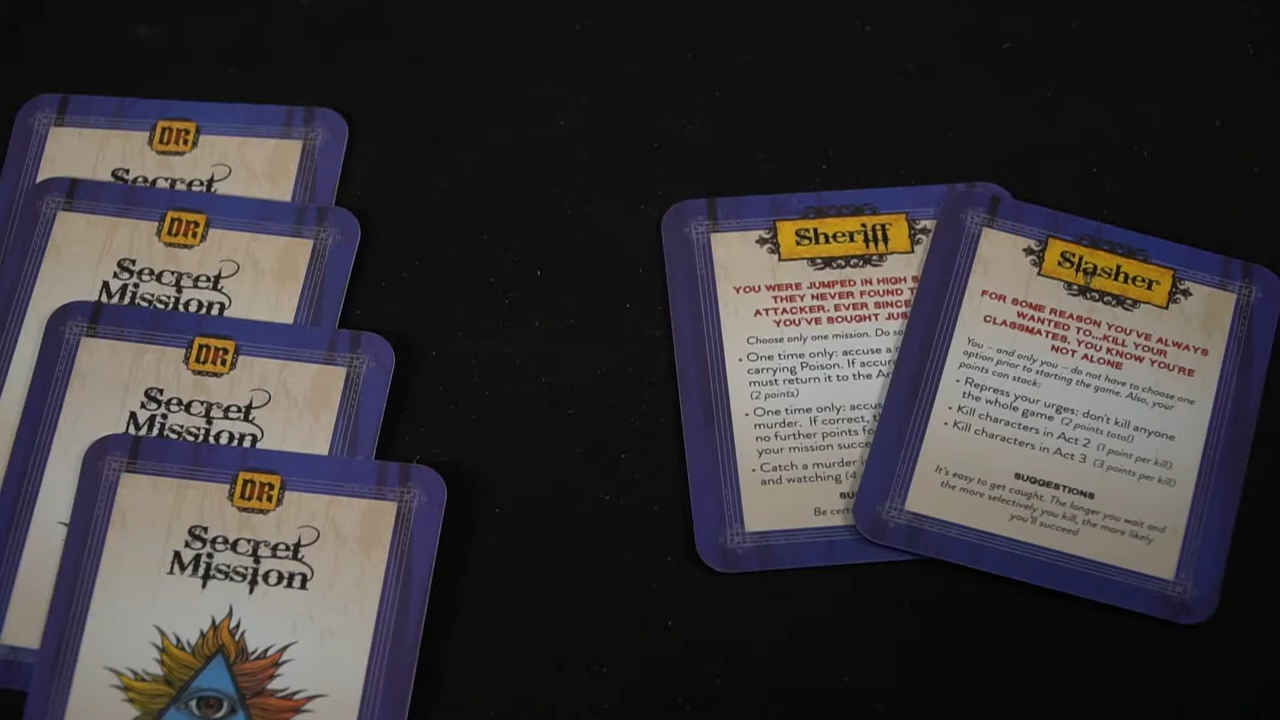 DR
Secret
DR
Secret
Mission
DR
Secret
Mission
DR
Secret
Mission
Sheriff
YOU WERE JUMPED IN HIGH
THEY NEVER FOUND
ATTACKER, EVER SINCE
YOU'VE SOUGHT
Choose only one mission. Do
• One time only: accuse a
carrying Poison. If
must return it to the
(2 points)
• One time only:
murder. If correct,
no further points
your mission
• Catch a murder
and watching (4
Be
Slasher
FOR SOME REASON YOU'VE ALWAYS
WANTED TO...KILL YOUR
CLASSMATES, YOU KNOW YOU'RE
NOT ALONE
You – and only you – do not have to choose one
option prior to starting the game. Also, your
points can stack:
• Repress your urges: don't kill anyone
the whole game (2 points total)
• Kill characters in Act 2 (1 point per kill)
• Kill characters in Act 3 (3 points per kill)
SUGGESTIONS
It's easy to get caught. The longer you wait and
the more selectively you kill, the more likely
you'll succeed